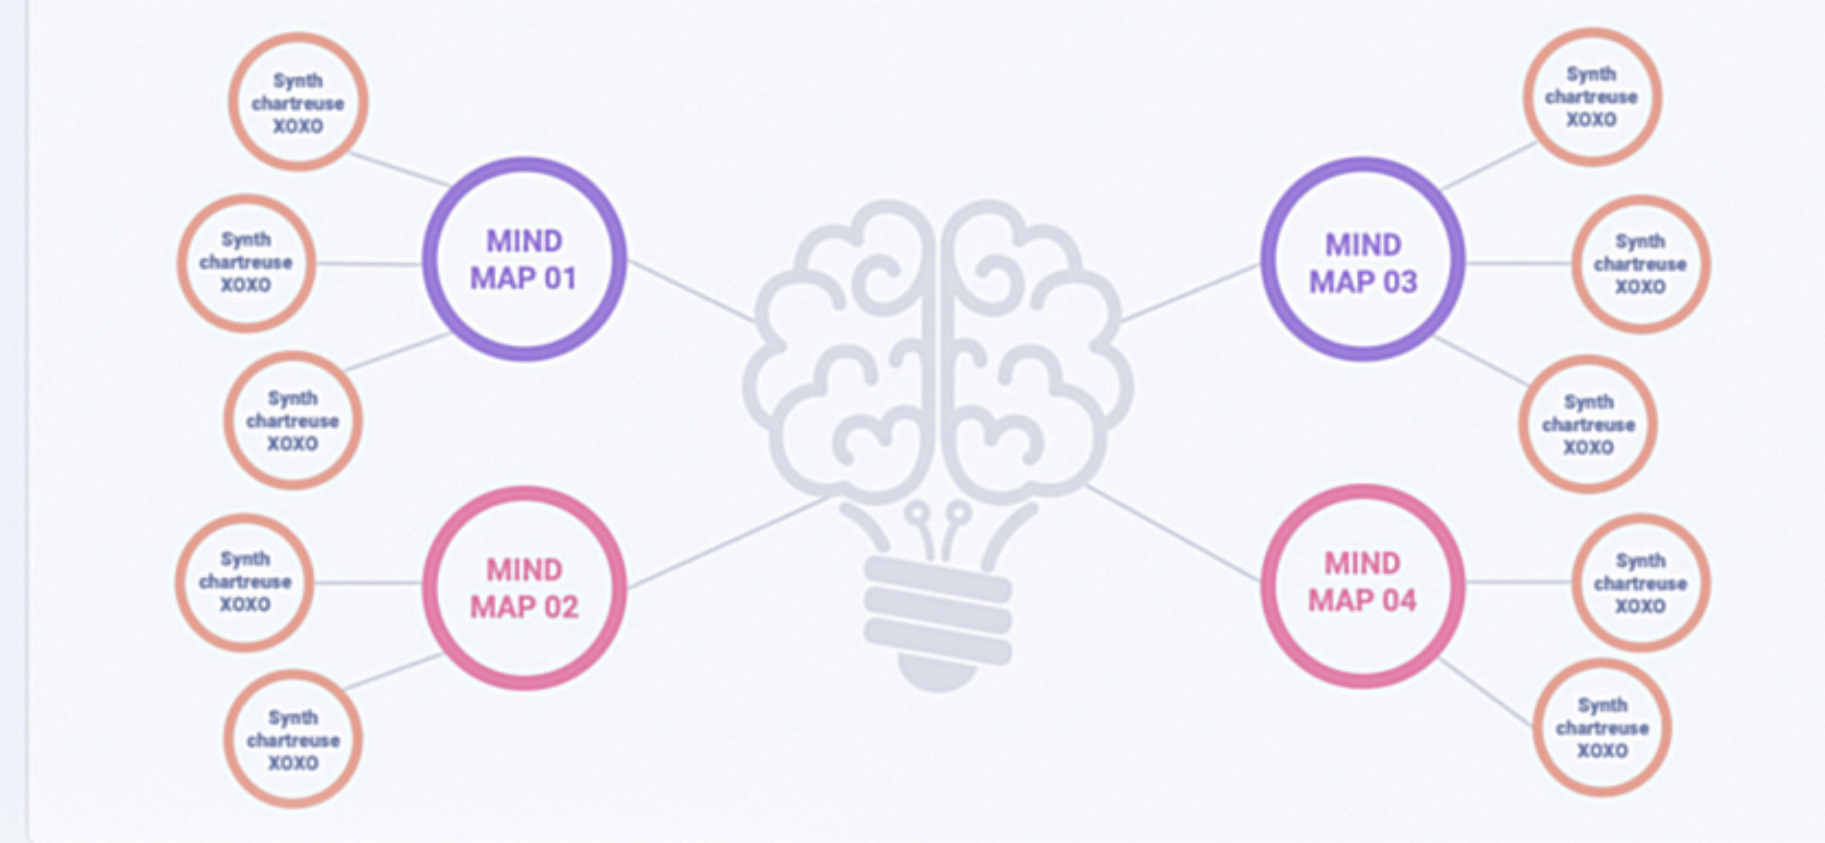 Synth
chartreuse
XOXO
Synth
chartreuse
XOXO
Synth
chartreuse
XOXO
MIND
MAP 01
Synth
chartreuse
XOXO
Synth
chartreuse
XOXO
MIND
MAP 02
MIND
MAP 03
Synth
chartreuse
XOXO
Synth
chartreuse
XOXO
Synth
chartreuse
XOXO
MIND
MAP 04
Synth
chartreuse
XOXO
Synth
chartreuse
XOXO